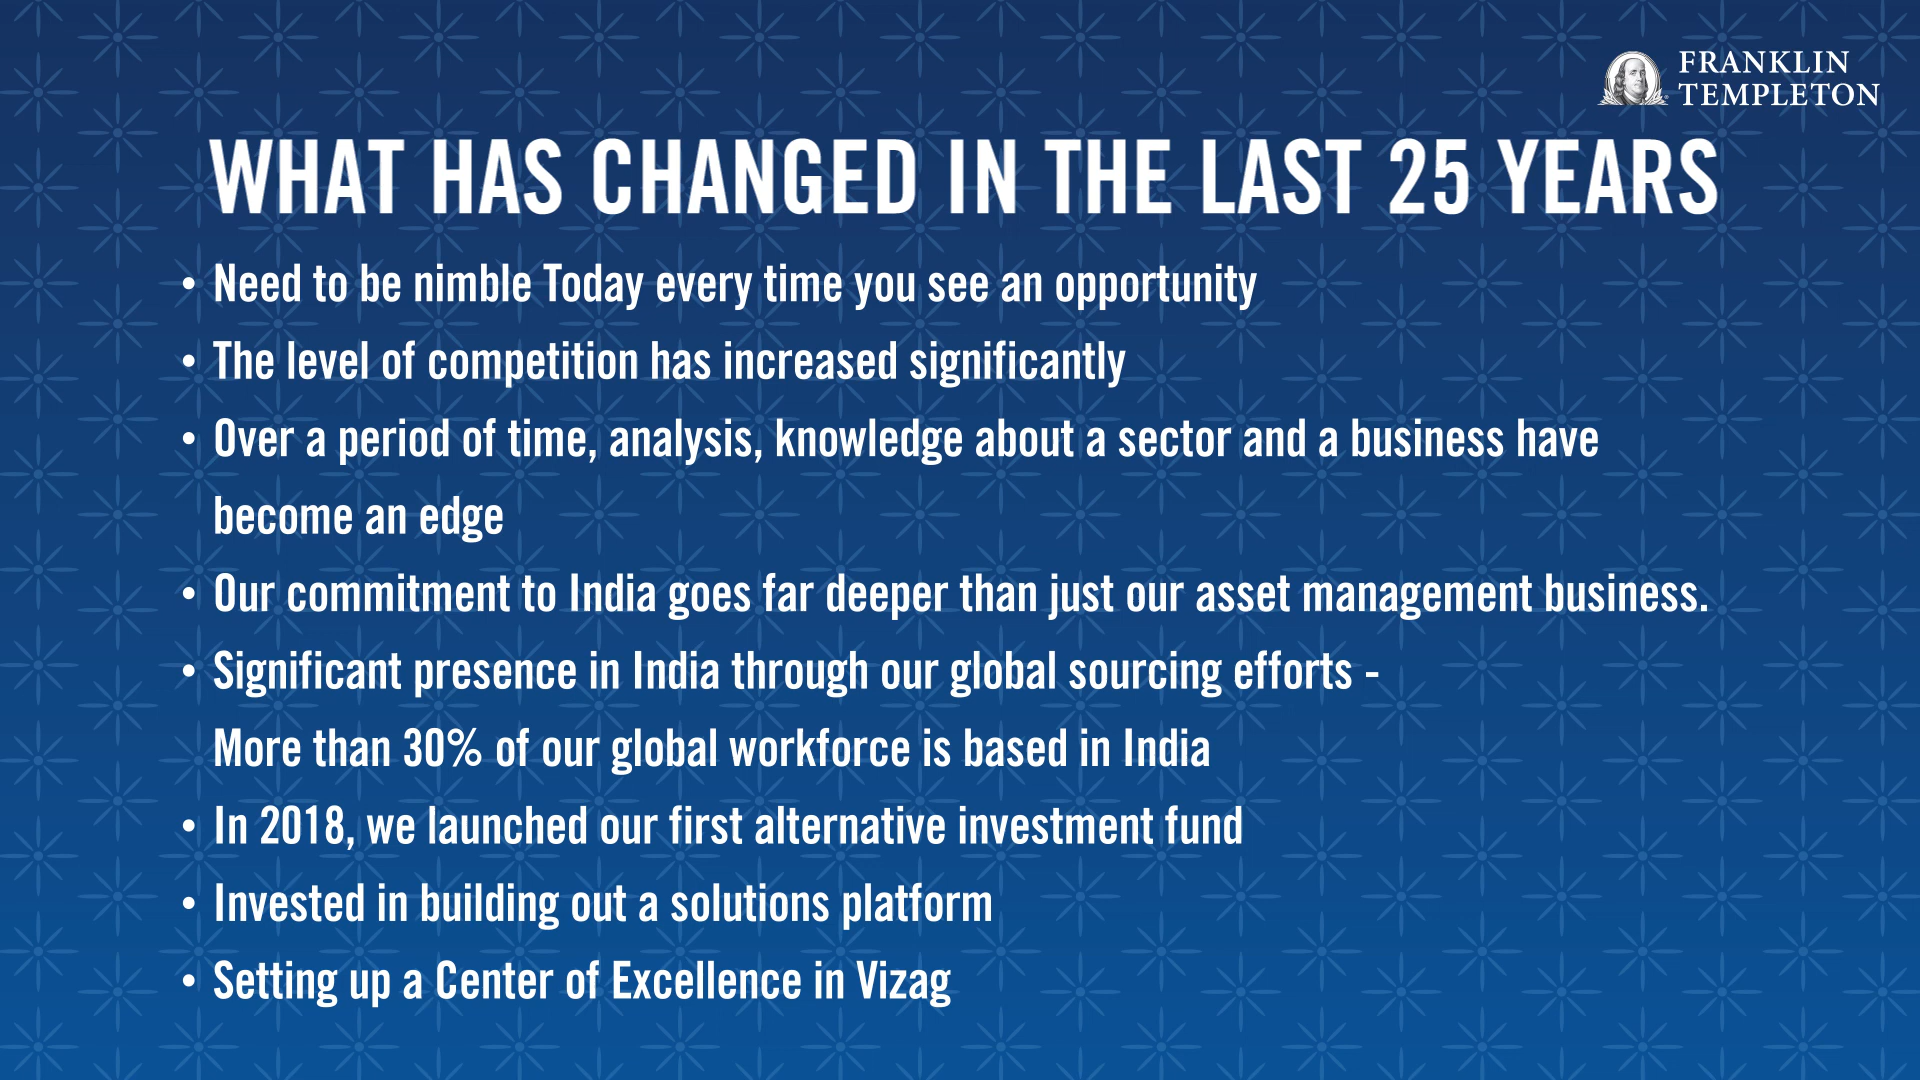 FRANKLIN
TEMPLETON
WHAT HAS CHANGED IN THE LAST 25 YEARS
• Need to be nimble Today every time you see an opportunity
• The level of competition has increased significantly
• Over a period of time, analysis, knowledge about a sector and a business have
become an edge
• Our commitment to India goes far deeper than just our asset management business.
• Significant presence in India through our global sourcing efforts -
More than 30% of our global workforce is based in India
• In 2018, we launched our first alternative investment fund
• Invested in building out a solutions platform
• Setting up a Center of Excellence in Vizag